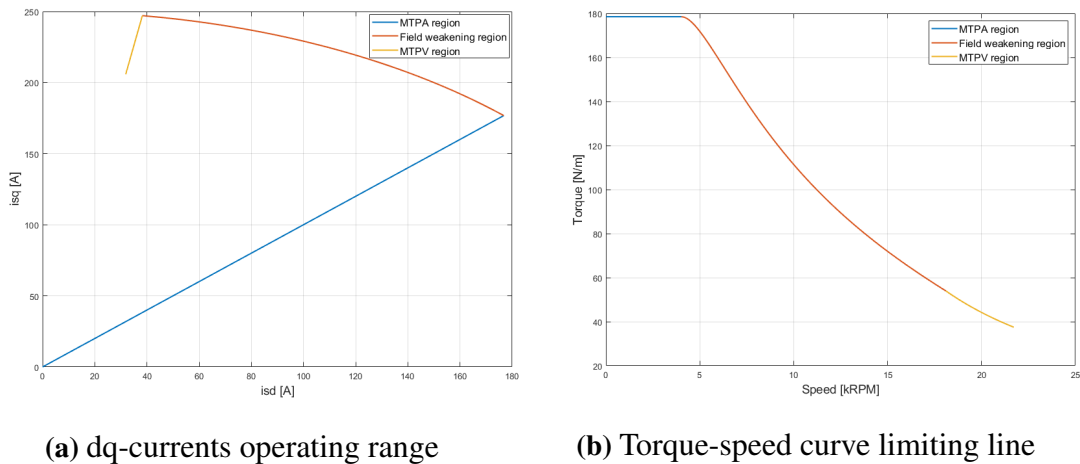 250
200
150
100
50
0
isq [A]
0 20 40 60 80 100 120 140 160 180
isd [A]
MTPA region
Field weakening region
MTPV region
(a) dq-currents operating range
180
160
140
120
100
80
60
40
20
Torque [N/m]
0 5 10 15 20 25
Speed [kRPM]
MTPA region
Field weakening region
MTPV region
(b) Torque-speed curve limiting line